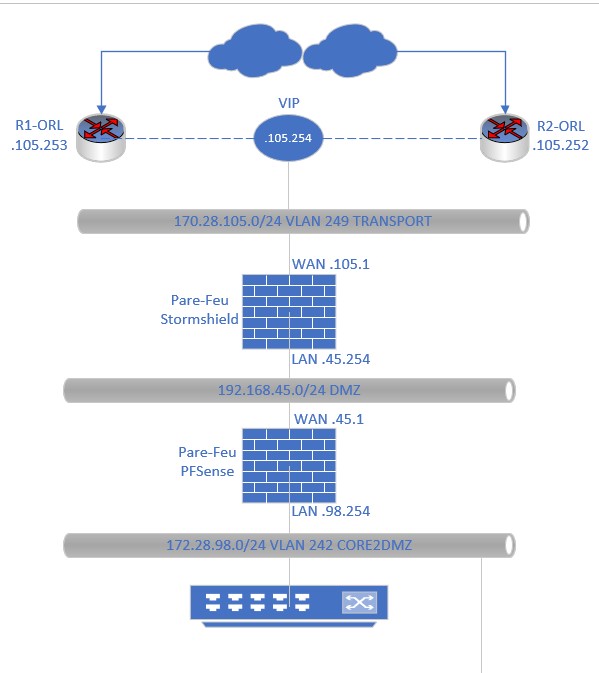 VIP
R1-ORL
.105.253
.105.254
R2-ORL
.105.252
170.28.105.0/24 VLAN 249 TRANSPORT
WAN .105.1
Pare-Feu
Stormshield
LAN .45.254
192.168.45.0/24 DMZ
WAN .45.1
Pare-Feu
PFSense
LAN .98.254
172.28.98.0/24 VLAN 242 CORE2DMZ